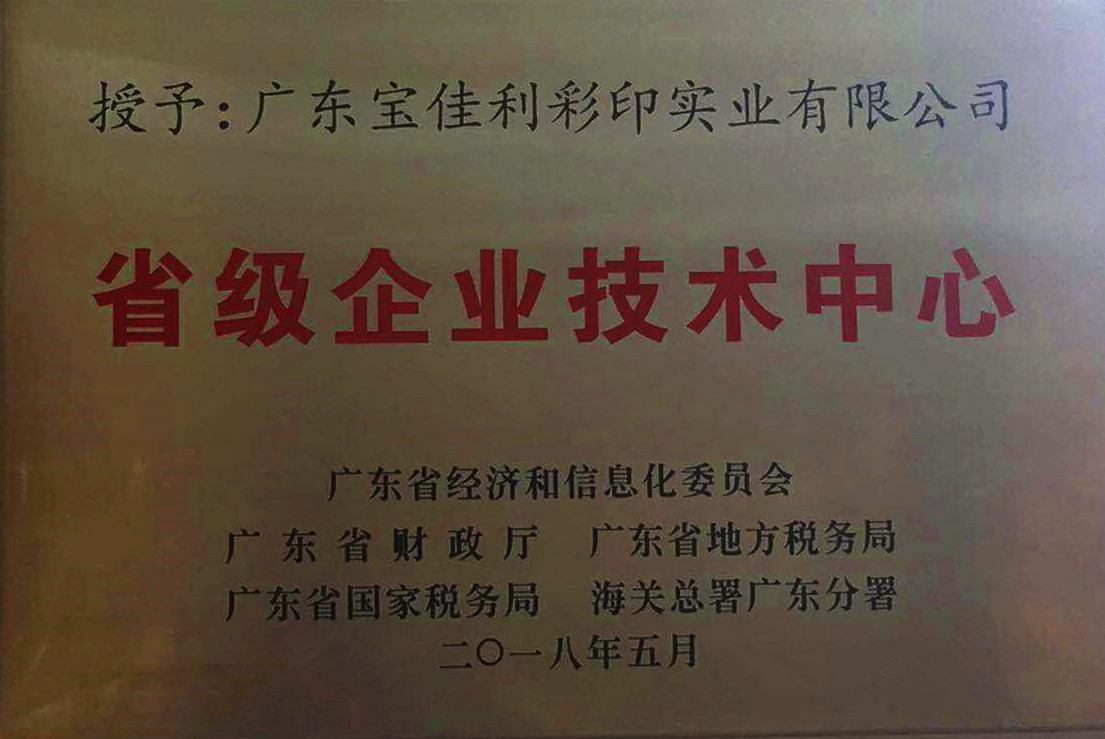 授予:广东宝佳利彩印实业有限公司
省级企业技术中心
广东省经济和信息化委员会
广东省财政厅 广东省地方税务局
广东省国家税务局 海关总署广东分署
二〇一八年五月